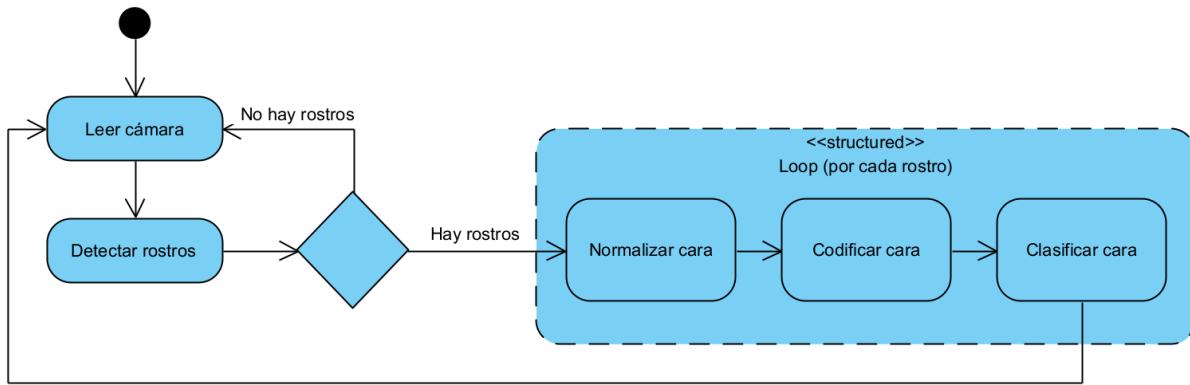 Leer cámara
No hay rostros
Detectar rostros
Hay rostros
<<structured>>
Loop (por cada rostro)
Normalizar cara
Codificar cara
Clasificar cara